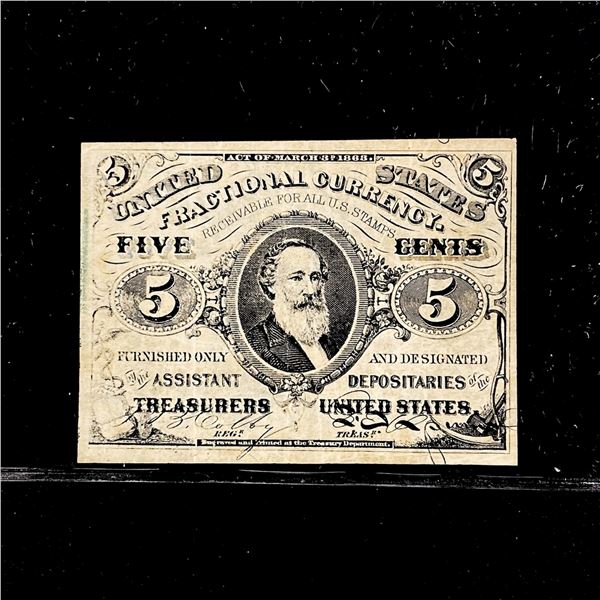 ACT OF MARCH 3D 1863.
5 UNITED STATES 5
FRACTIONAL CURRENCY.
RECEIVABLE FOR ALL U.S. STAMPS
FIVE CENTS
5 5
FURNISHED ONLY AND DESIGNATED
by the ASSISTANT DEPOSITARIES of the
TREASURERS UNITED STATES.
REGR. TREASR.
Engraved and Printed at the Treasury Department.